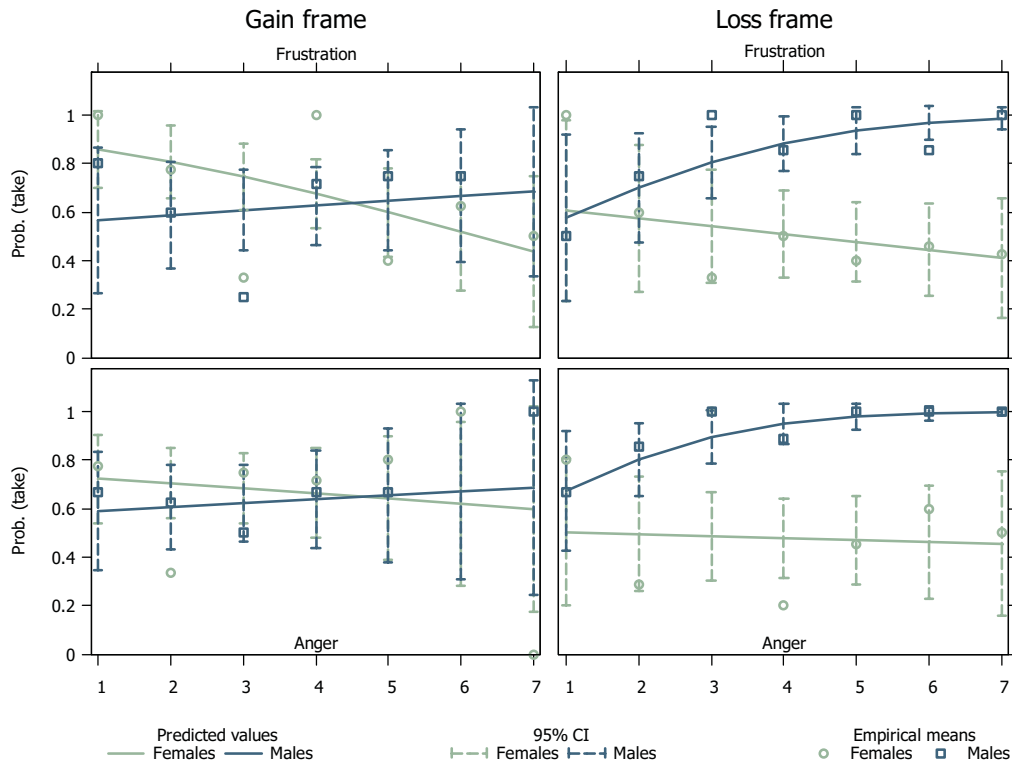 Gain frame
Loss frame
Frustration
Frustration
Prob. (take)
1
0.8
0.6
0.4
0.2
0
Prob. (take)
1
0.8
0.6
0.4
0.2
0
Anger
Anger
1 2 3 4 5 6 7
1 2 3 4 5 6 7
Predicted values
Females Males
95% CI
Females Males
Empirical means
Females Males